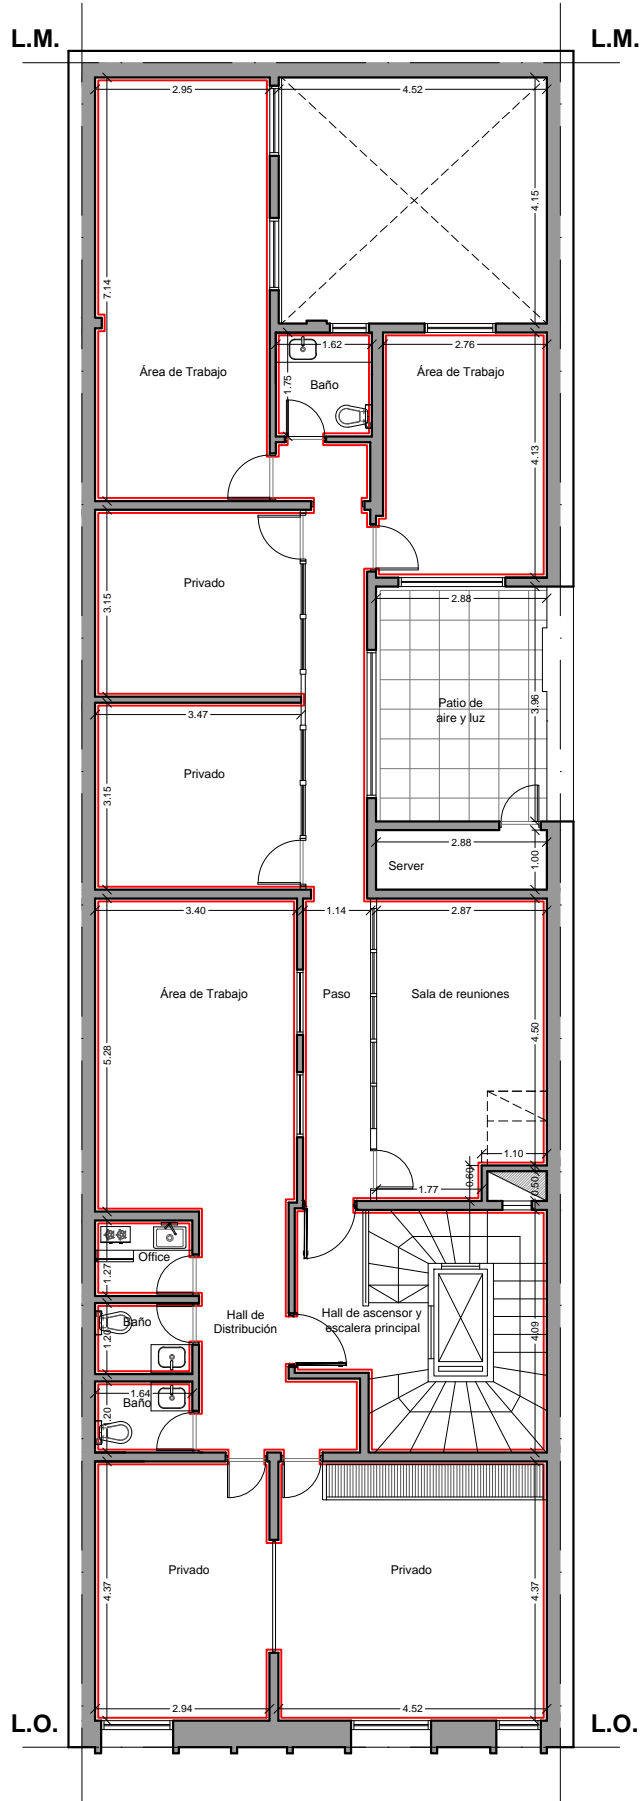 L.M.
L.M.
2.95
4.52
4.15
7.14
1.62
2.76
1.75
Área de Trabajo
Baño
Área de Trabajo
4.13
Privado
3.15
2.88
Patio de
aire y luz
3.96
3.47
Privado
3.15
2.88
Server
1.00
3.40
1.14
2.87
Área de Trabajo
Paso
Sala de reuniones
5.28
4.50
1.10
0.60
1.77
0.50
Office
1.27
Hall de
Distribución
Hall de ascensor y
escalera principal
4.09
Baño
1.20
1.64
Baño
1.20
Privado
Privado
4.37
4.37
2.94
4.52
L.O.
L.O.